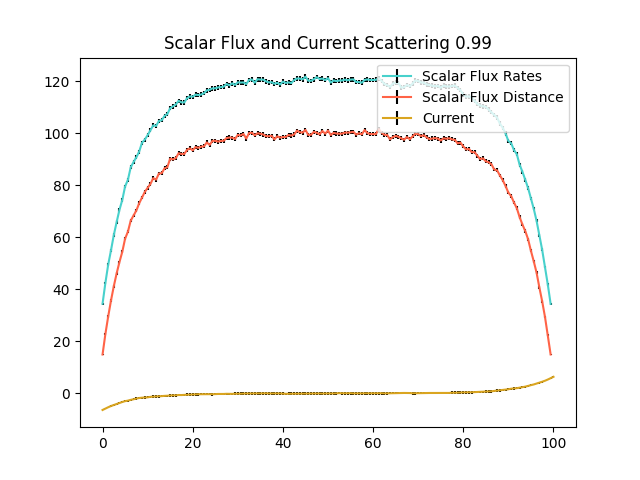 Scalar Flux and Current Scattering 0.99
Scalar Flux Rates
Scalar Flux Distance
Current
120
100
80
60
40
20
0
0 20 40 60 80 100